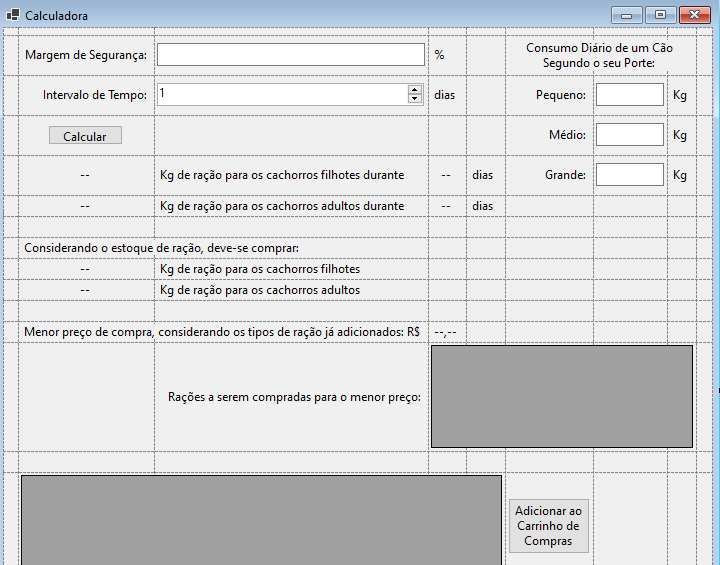 Calculadora
Margem de Segurança: %
Consumo Diário de um Cão
Segundo o seu Porte:
Intervalo de Tempo: 1 dias
Pequeno: Kg
Calcular
Médio: Kg
-- Kg de ração para os cachorros filhotes durante -- dias
Grande: Kg
-- Kg de ração para os cachorros adultos durante -- dias
Considerando o estoque de ração, deve-se comprar:
-- Kg de ração para os cachorros filhotes
-- Kg de ração para os cachorros adultos
Menor preço de compra, considerando os tipos de ração já adicionados: R$ --,--
Rações a serem compradas para o menor preço:
Adicionar ao
Carrinho de
Compras